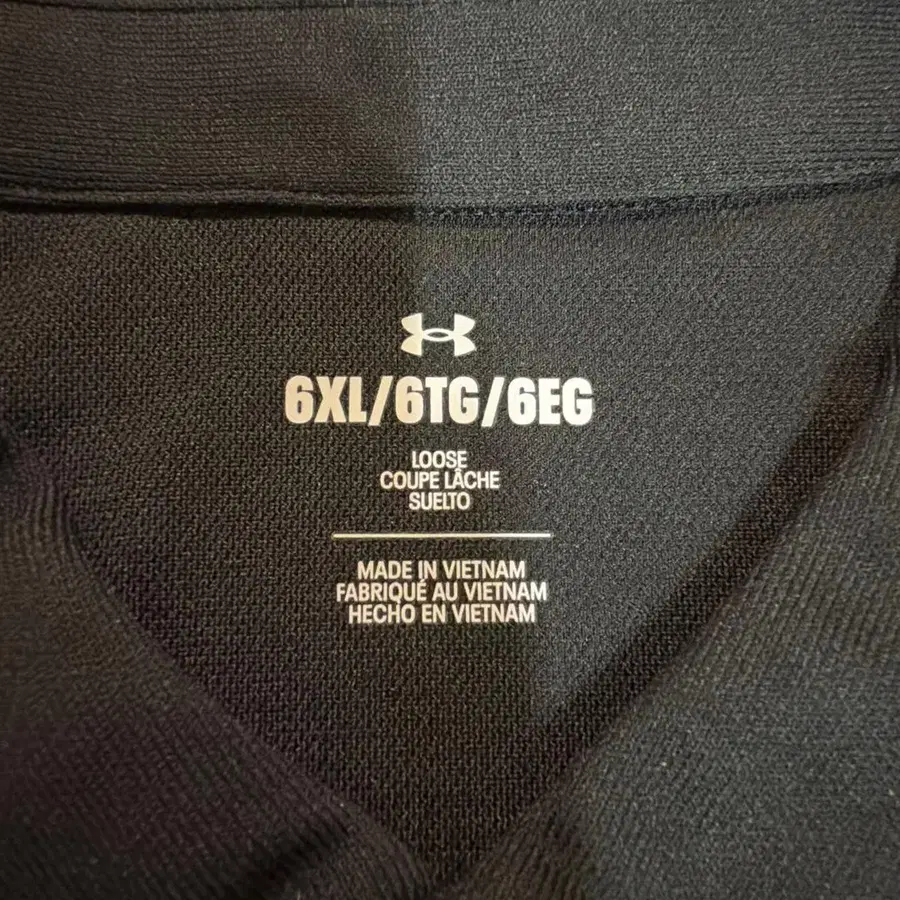 6XL/6TG/6EG
LOOSE
COUPE LÂCHE
SUELTO
MADE IN VIETNAM
FABRIQUÉ AU VIETNAM
HECHO EN VIETNAM